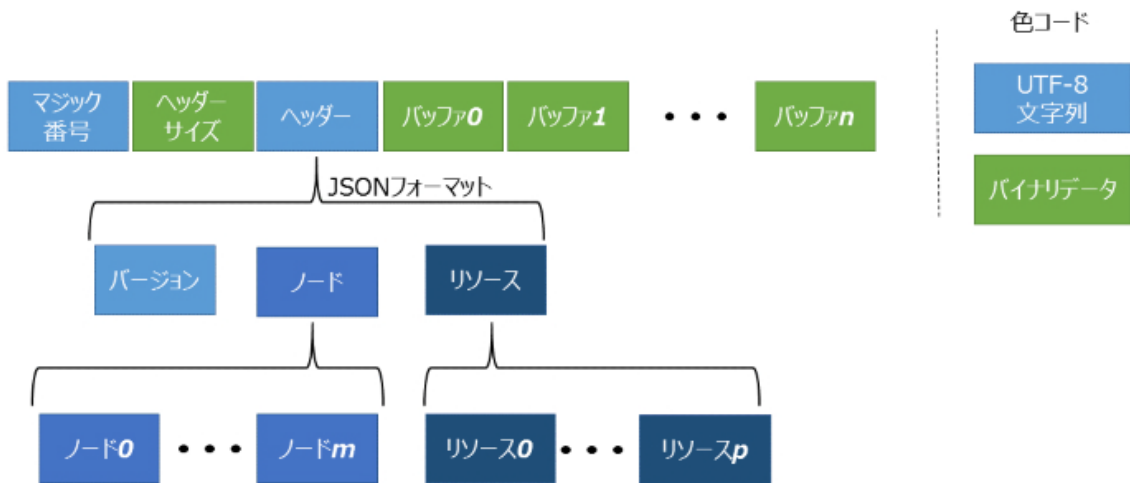 色コード
マジック
番号
ヘッダー
サイズ
ヘッダー
バッファ0
バッファ1
• • •
バッファn
UTF-8
文字列
バイナリデータ
JSONフォーマット
バージョン
ノード
リソース
ノード0
• • •
ノードm
リソース0
• • •
リソースp